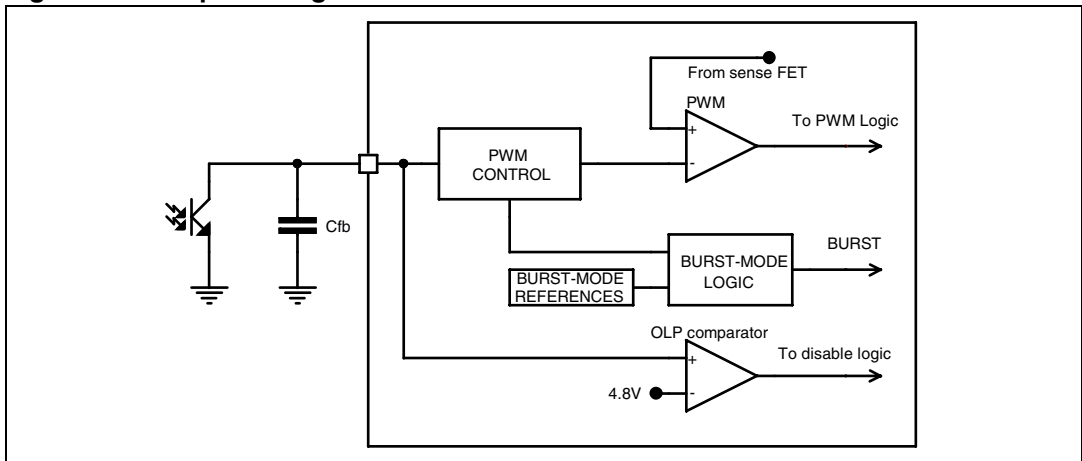 From sense FET
PWM
+
-
To PWM Logic
PWM
CONTROL
Cfb
BURST
BURST-MODE
LOGIC
BURST-MODE
REFERENCES
OLP comparator
+
-
To disable logic
4.8V